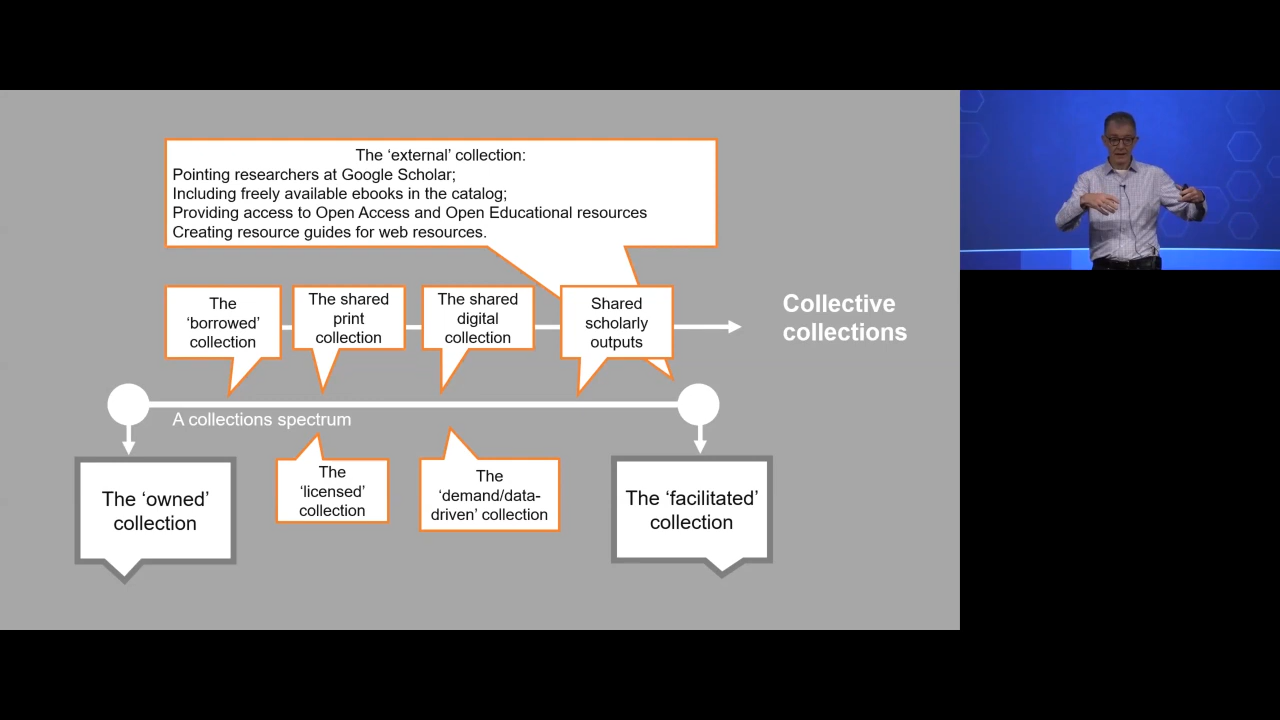 The ‘external’ collection:
Pointing researchers at Google Scholar;
Including freely available ebooks in the catalog;
Providing access to Open Access and Open Educational resources
Creating resource guides for web resources.
The
‘borrowed’
collection
The shared
print
collection
The shared
digital
collection
Shared
scholarly
outputs
Collective
collections
A collections spectrum
The ‘owned’
collection
The
‘licensed’
collection
The
‘demand/data-
driven’ collection
The ‘facilitated’
collection